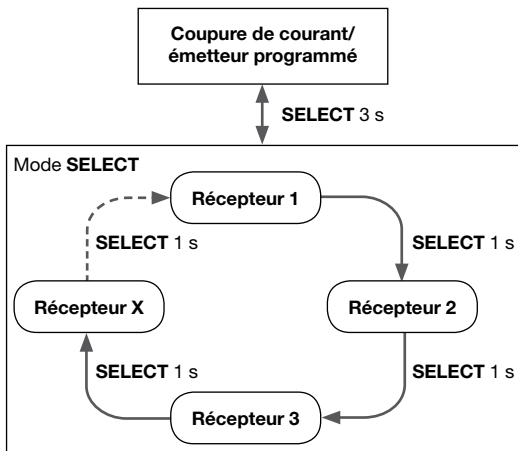 Coupure de courant/
émetteur programmé
SELECT 3 s
Mode SELECT
Récepteur 1
SELECT 1 s
SELECT 1 s
Récepteur X
Récepteur 2
SELECT 1 s
SELECT 1 s
Récepteur 3